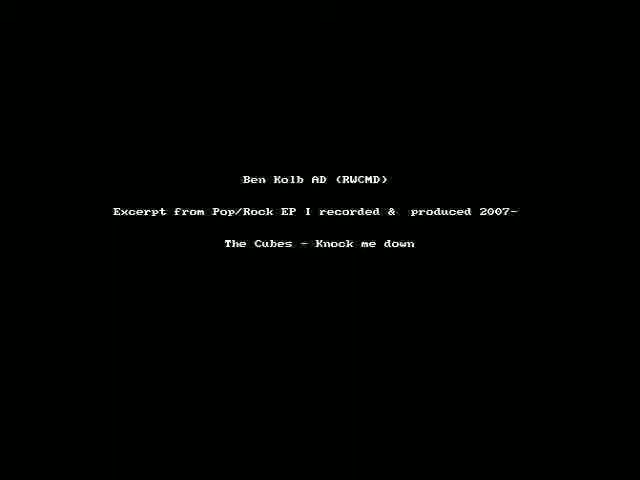 Ben Kolb AD (RWCMD)
Excerpt from Pop/Rock EP I recorded &  produced 2007-
The Cubes - Knock me down